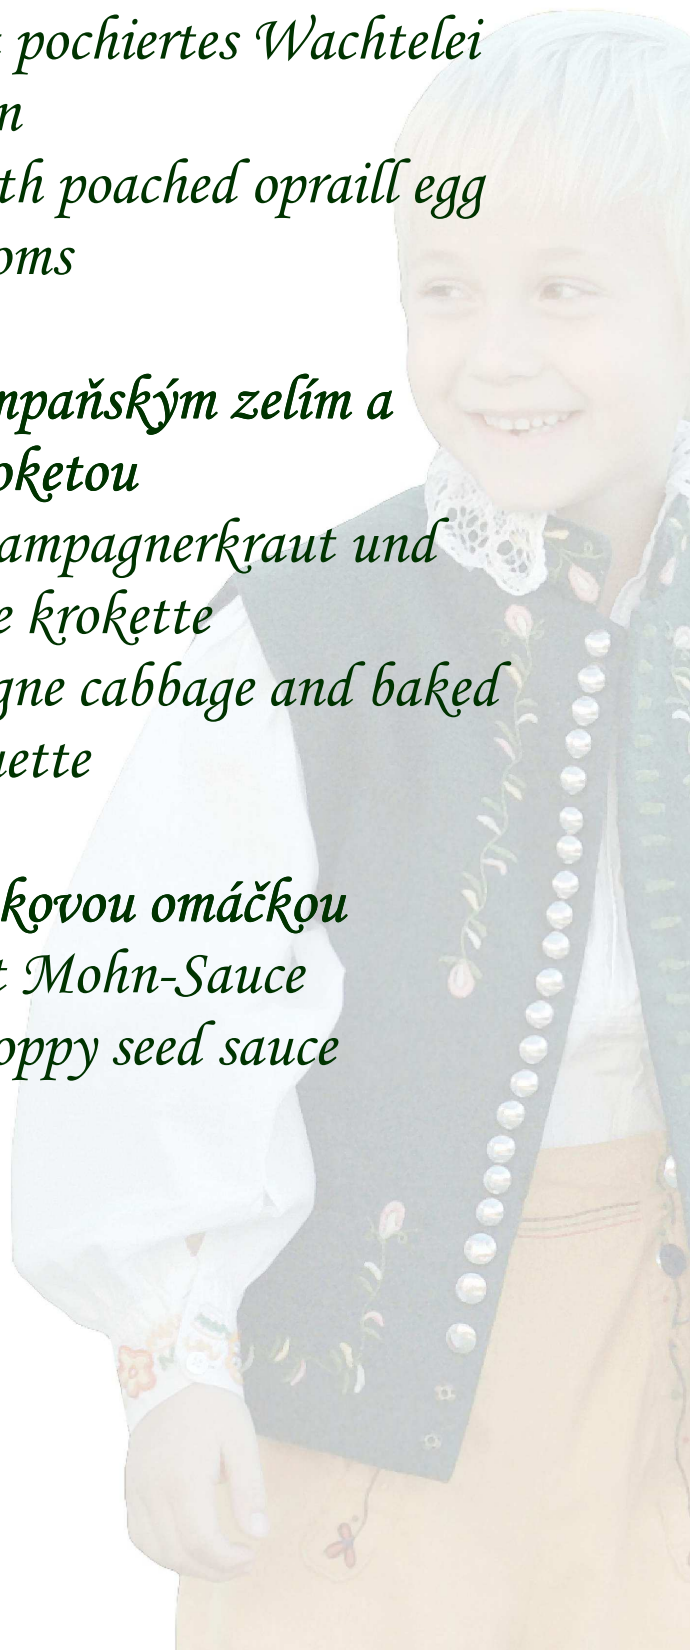 pochiertes Wachtelei
n
th poached opraill egg
oms
mpaňským zelím a
oketou
ampagnerkraut und
e krokette
gne cabbage and baked
uette
kovou omáčkou
t Mohn-Sauce
oppy seed sauce